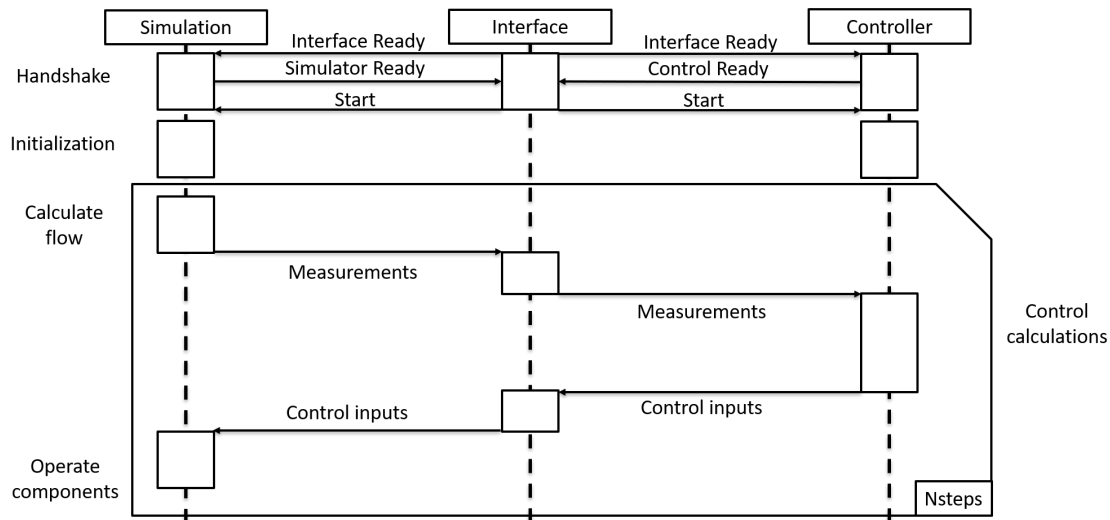 Simulation
Interface
Controller
Interface Ready
Interface Ready
Handshake
Simulator Ready
Control Ready
Start
Start
Initialization
Calculate
flow
Measurements
Measurements
Control
calculations
Control inputs
Control inputs
Operate
components
Nsteps